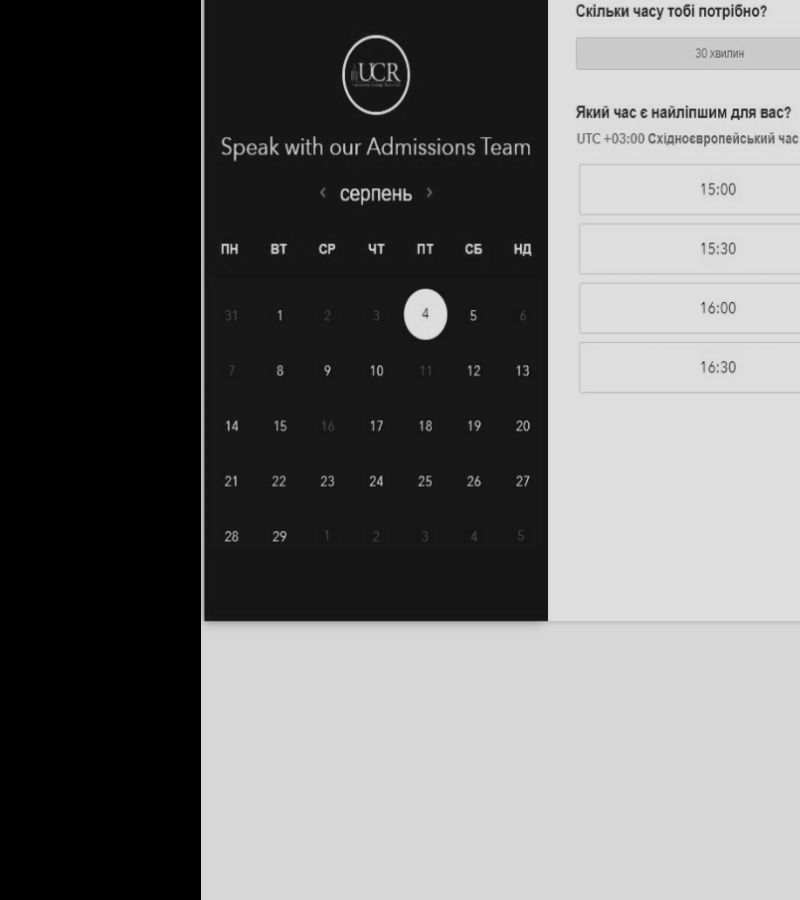 UCR
Speak with our Admissions Team
‹ серпень ›
ПН ВТ СР ЧТ ПТ СБ НД
31 1 2 3 4 5 6
7 8 9 10 11 12 13
14 15 16 17 18 19 20
21 22 23 24 25 26 27
28 29 1 2 3 4 5
Скільки часу тобі потрібно?
30 хвилин
Який час є найліпшим для вас?
UTC +03:00 Східноєвропейський час
15:00
15:30
16:00
16:30